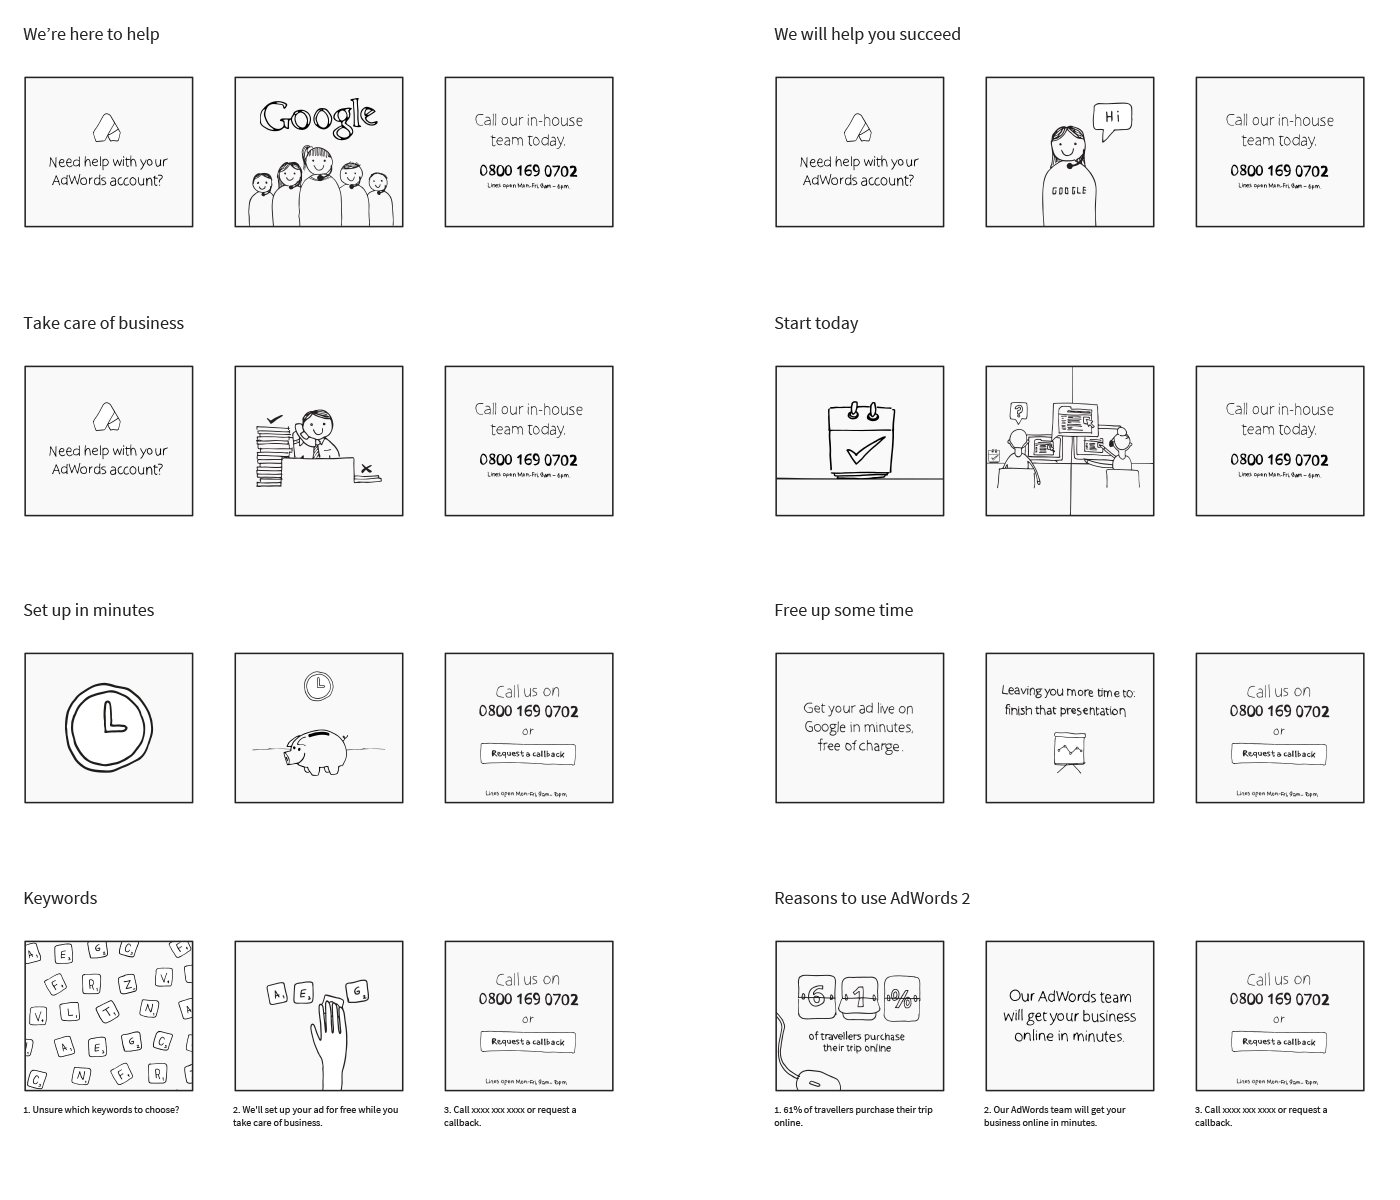 We're here to help
Need help with your
AdWords account?
Google
Call our in-house
team today.
0800 169 0702
Lines open Mon-Fri, 9am - 6pm.
We will help you succeed
Need help with your
AdWords account?
Hi
GOOGLE
Call our in-house
team today.
0800 169 0702
Lines open Mon-Fri, 9am - 6pm.
Take care of business
Need help with your
AdWords account?
Call our in-house
team today.
0800 169 0702
Lines open Mon-Fri, 9am - 6pm.
Start today
?
Call our in-house
team today.
0800 169 0702
Lines open Mon-Fri, 9am - 6pm.
Set up in minutes
Call us on
0800 169 0702
or
Request a callback
Lines open Mon-Fri, 9am - 6pm
Free up some time
Get your ad live on
Google in minutes,
free of charge.
Leaving you more time to:
finish that presentation
Call us on
0800 169 0702
or
Request a callback
Lines open Mon-Fri, 9am - 6pm
Keywords
A E G C F
F R Z V
V L T N A
A E G C
C N F R
A E G
Call us on
0800 169 0702
or
Request a callback
Lines open Mon-Fri, 9am - 6pm
1. Unsure which keywords to choose?
2. We'll set up your ad for free while you
take care of business.
3. Call xxxx xxx xxxx or request a
callback.
Reasons to use AdWords 2
61%
of travellers purchase
their trip online
Our AdWords team
will get your business
online in minutes.
Call us on
0800 169 0702
or
Request a callback
Lines open Mon-Fri, 9am - 6pm
1. 61% of travellers purchase their trip
online.
2. Our AdWords team will get your
business online in minutes.
3. Call xxxx xxx xxxx or request a
callback.